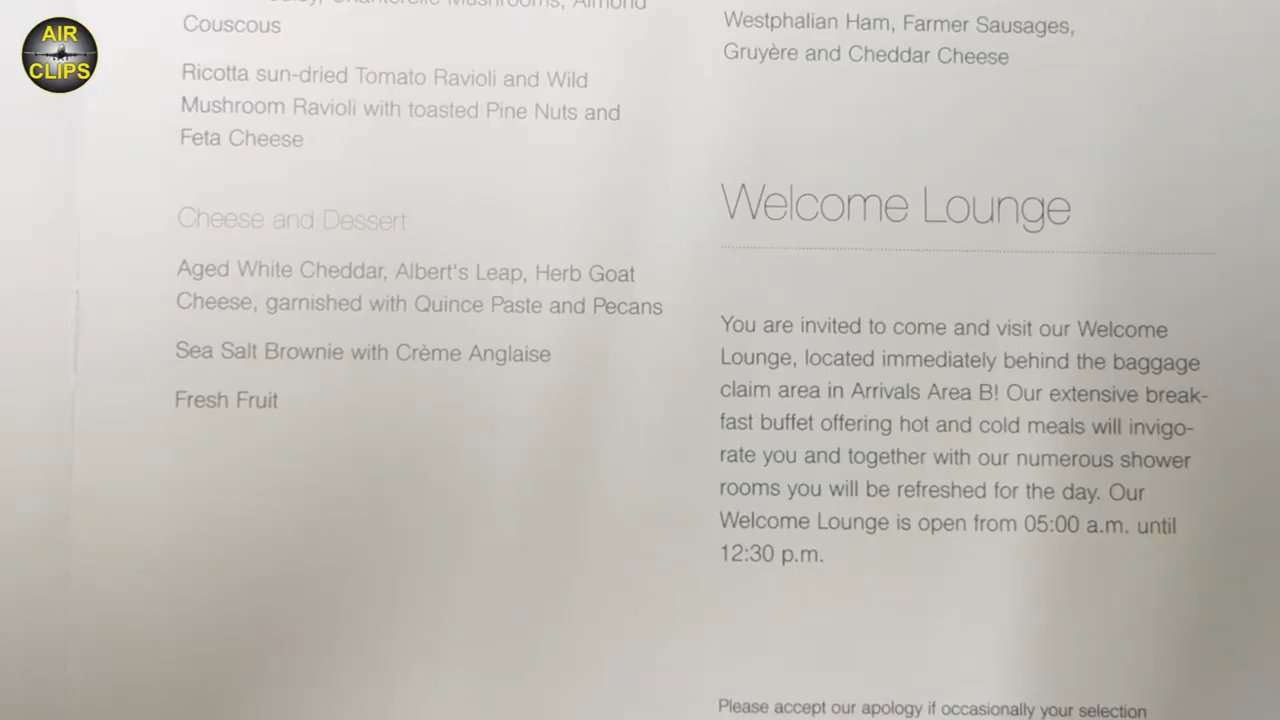 AIR
CLIPS
Chanterelle Mushrooms, Almond
Couscous
Ricotta sun-dried Tomato Ravioli and Wild
Mushroom Ravioli with toasted Pine Nuts and
Feta Cheese
Cheese and Dessert
Aged White Cheddar, Albert's Leap, Herb Goat
Cheese, garnished with Quince Paste and Pecans
Sea Salt Brownie with Crème Anglaise
Fresh Fruit
Westphalian Ham, Farmer Sausages,
Gruyère and Cheddar Cheese
Welcome Lounge
You are invited to come and visit our Welcome
Lounge, located immediately behind the baggage
claim area in Arrivals Area B! Our extensive break-
fast buffet offering hot and cold meals will invigo-
rate you and together with our numerous shower
rooms you will be refreshed for the day. Our
Welcome Lounge is open from 05:00 a.m. until
12:30 p.m.
Please accept our apology if occasionally your selection